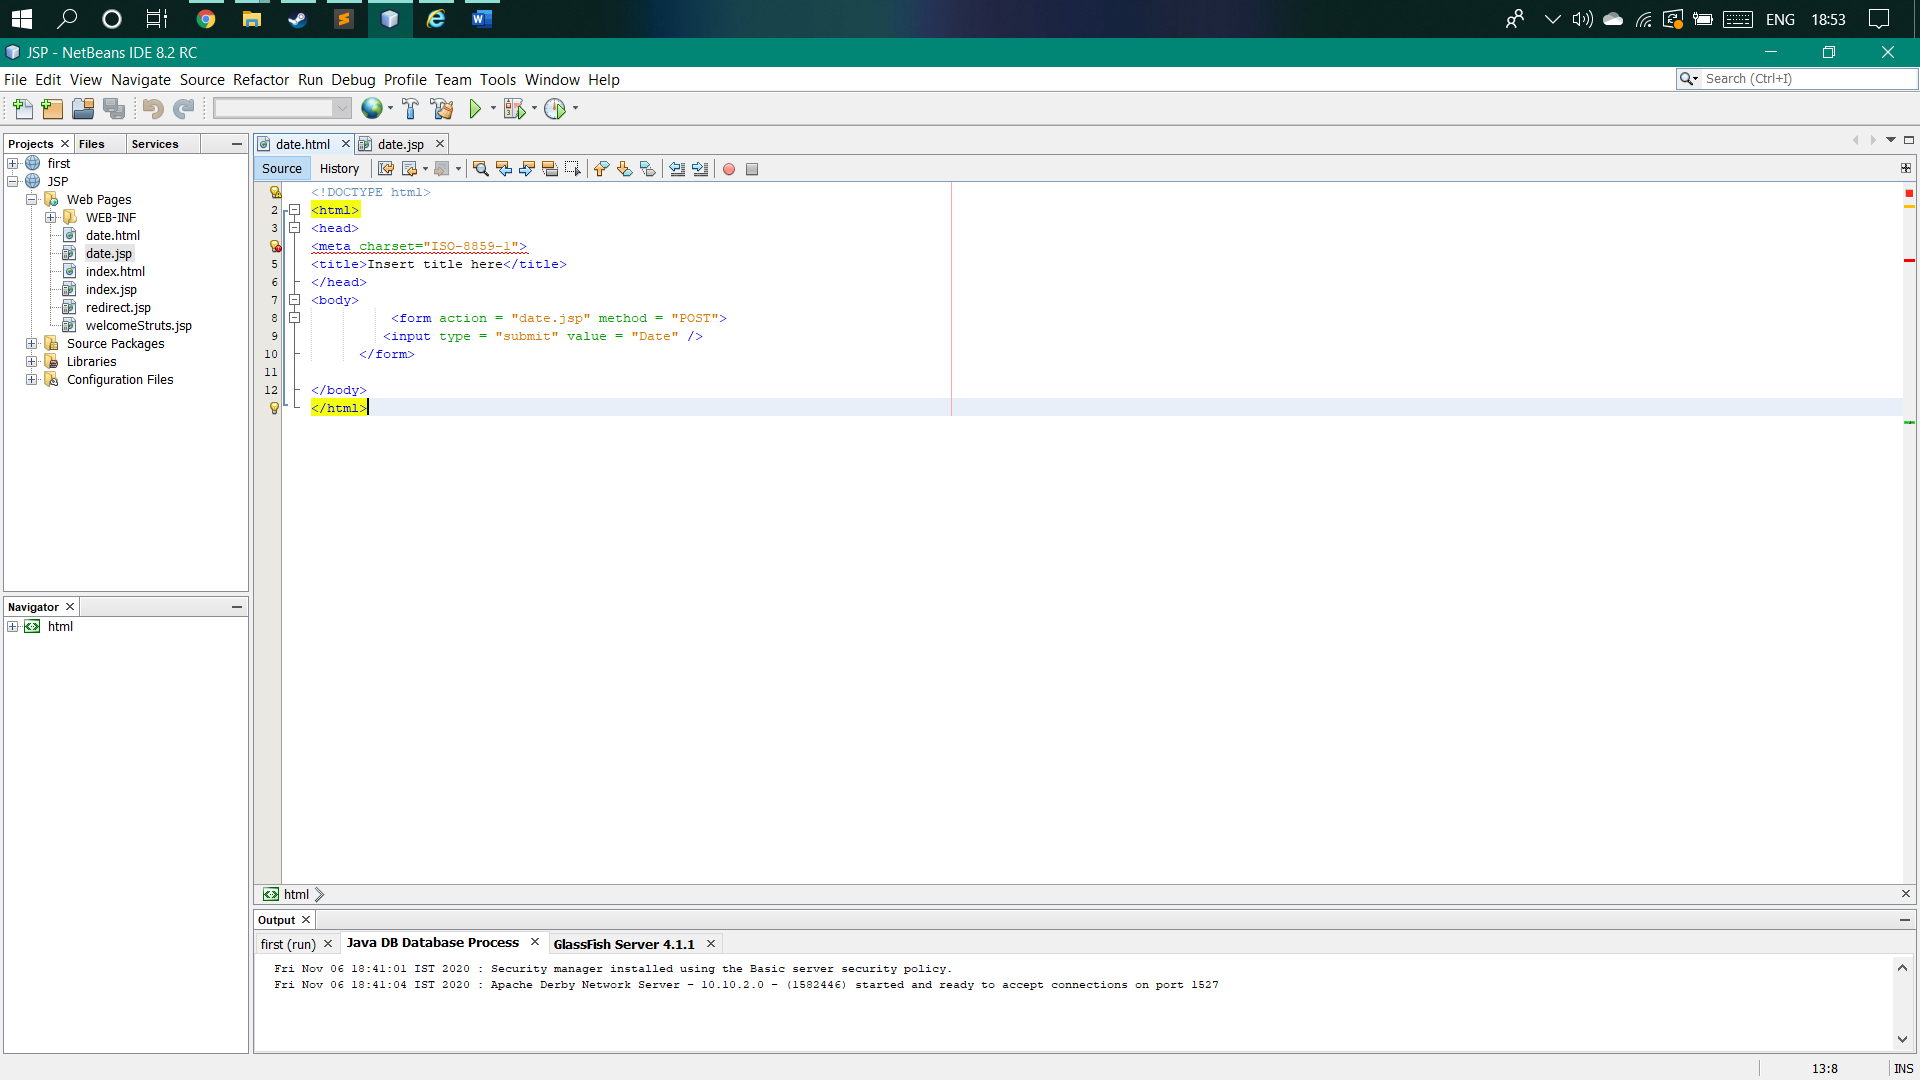 ENG 18:53
JSP - NetBeans IDE 8.2 RC
File Edit View Navigate Source Refactor Run Debug Profile Team Tools Window Help
Search (Ctrl+I)
Projects Files Services
first
JSP
Web Pages
WEB-INF
date.html
date.jsp
index.html
index.jsp
redirect.jsp
welcomeStruts.jsp
Source Packages
Libraries
Configuration Files
Navigator
html
date.html date.jsp
Source History
<!DOCTYPE html>
2 <html>
3 <head>
<meta charset="ISO-8859-1">
5 <title>Insert title here</title>
6 </head>
7 <body>
8 <form action = "date.jsp" method = "POST">
9 <input type = "submit" value = "Date" />
10 </form>
11
12 </body>
</html>
html
Output
first (run) Java DB Database Process GlassFish Server 4.1.1
Fri Nov 06 18:41:01 IST 2020 : Security manager installed using the Basic server security policy.
Fri Nov 06 18:41:04 IST 2020 : Apache Derby Network Server - 10.10.2.0 - (1582446) started and ready to accept connections on port 1527
13:8 INS